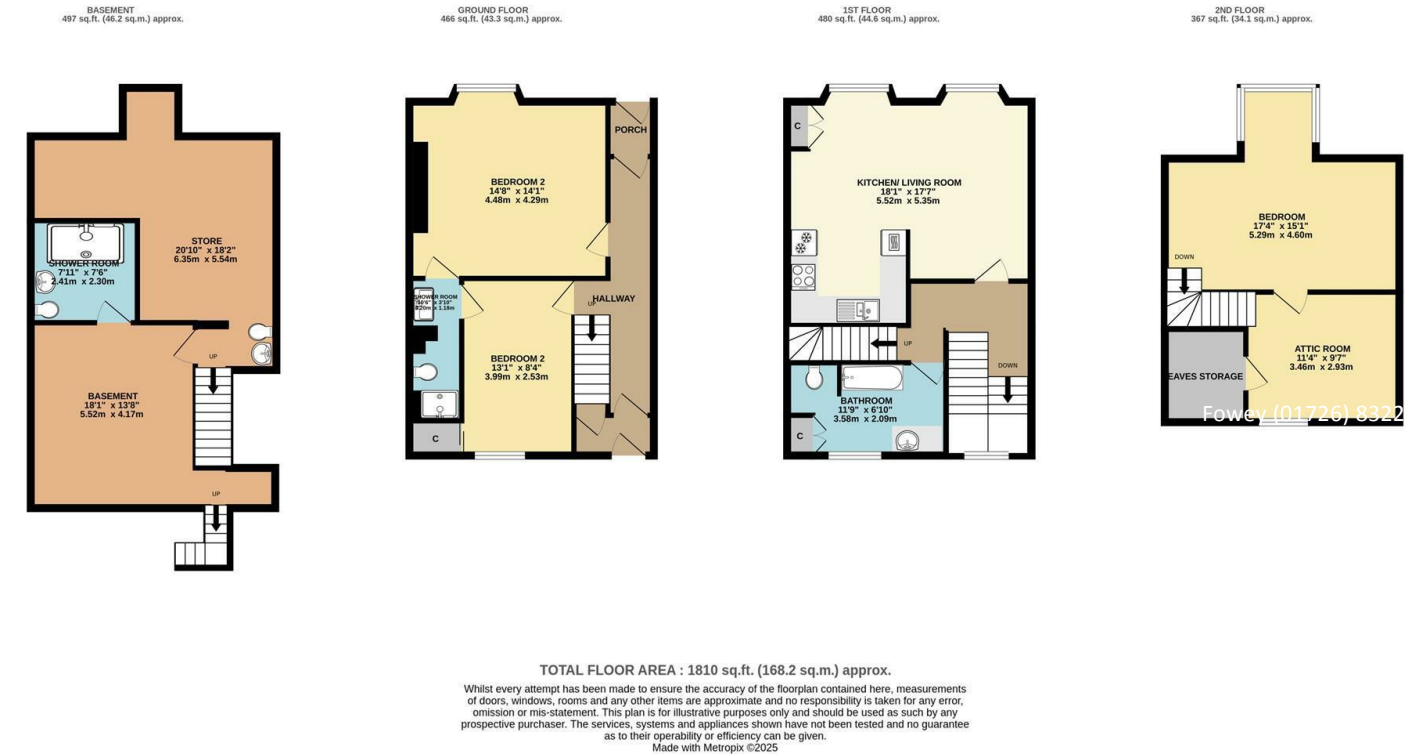 BASEMENT
497 sq.ft. (46.2 sq.m.) approx.
GROUND FLOOR
466 sq.ft. (43.3 sq.m.) approx.
1ST FLOOR
480 sq.ft. (44.6 sq.m.) approx.
2ND FLOOR
367 sq.ft. (34.1 sq.m.) approx.
STORE
20'10" x 18'2"
6.35m x 5.54m
SHOWER ROOM
7'11" x 7'6"
2.41m x 2.30m
UP
BASEMENT
18'1" x 13'8"
5.52m x 4.17m
UP
PORCH
BEDROOM 2
14'8" x 14'1"
4.48m x 4.29m
SHOWER ROOM
x 3'10"
x 1.18m
HALLWAY
UP
BEDROOM 2
13'1" x 8'4"
3.99m x 2.53m
C
C
KITCHEN/ LIVING ROOM
18'1" x 17'7"
5.52m x 5.35m
UP
DOWN
BATHROOM
11'9" x 6'10"
3.58m x 2.09m
C
BEDROOM
17'4" x 15'1"
5.29m x 4.60m
DOWN
ATTIC ROOM
11'4" x 9'7"
3.46m x 2.93m
EAVES STORAGE
Fowey (01726) 8322
TOTAL FLOOR AREA : 1810 sq.ft. (168.2 sq.m.) approx.
Whilst every attempt has been made to ensure the accuracy of the floorplan contained here, measurements
of doors, windows, rooms and any other items are approximate and no responsibility is taken for any error,
omission or mis-statement. This plan is for illustrative purposes only and should be used as such by any
prospective purchaser. The services, systems and appliances shown have not been tested and no guarantee
as to their operability or efficiency can be given.
Made with Metropix ©2025